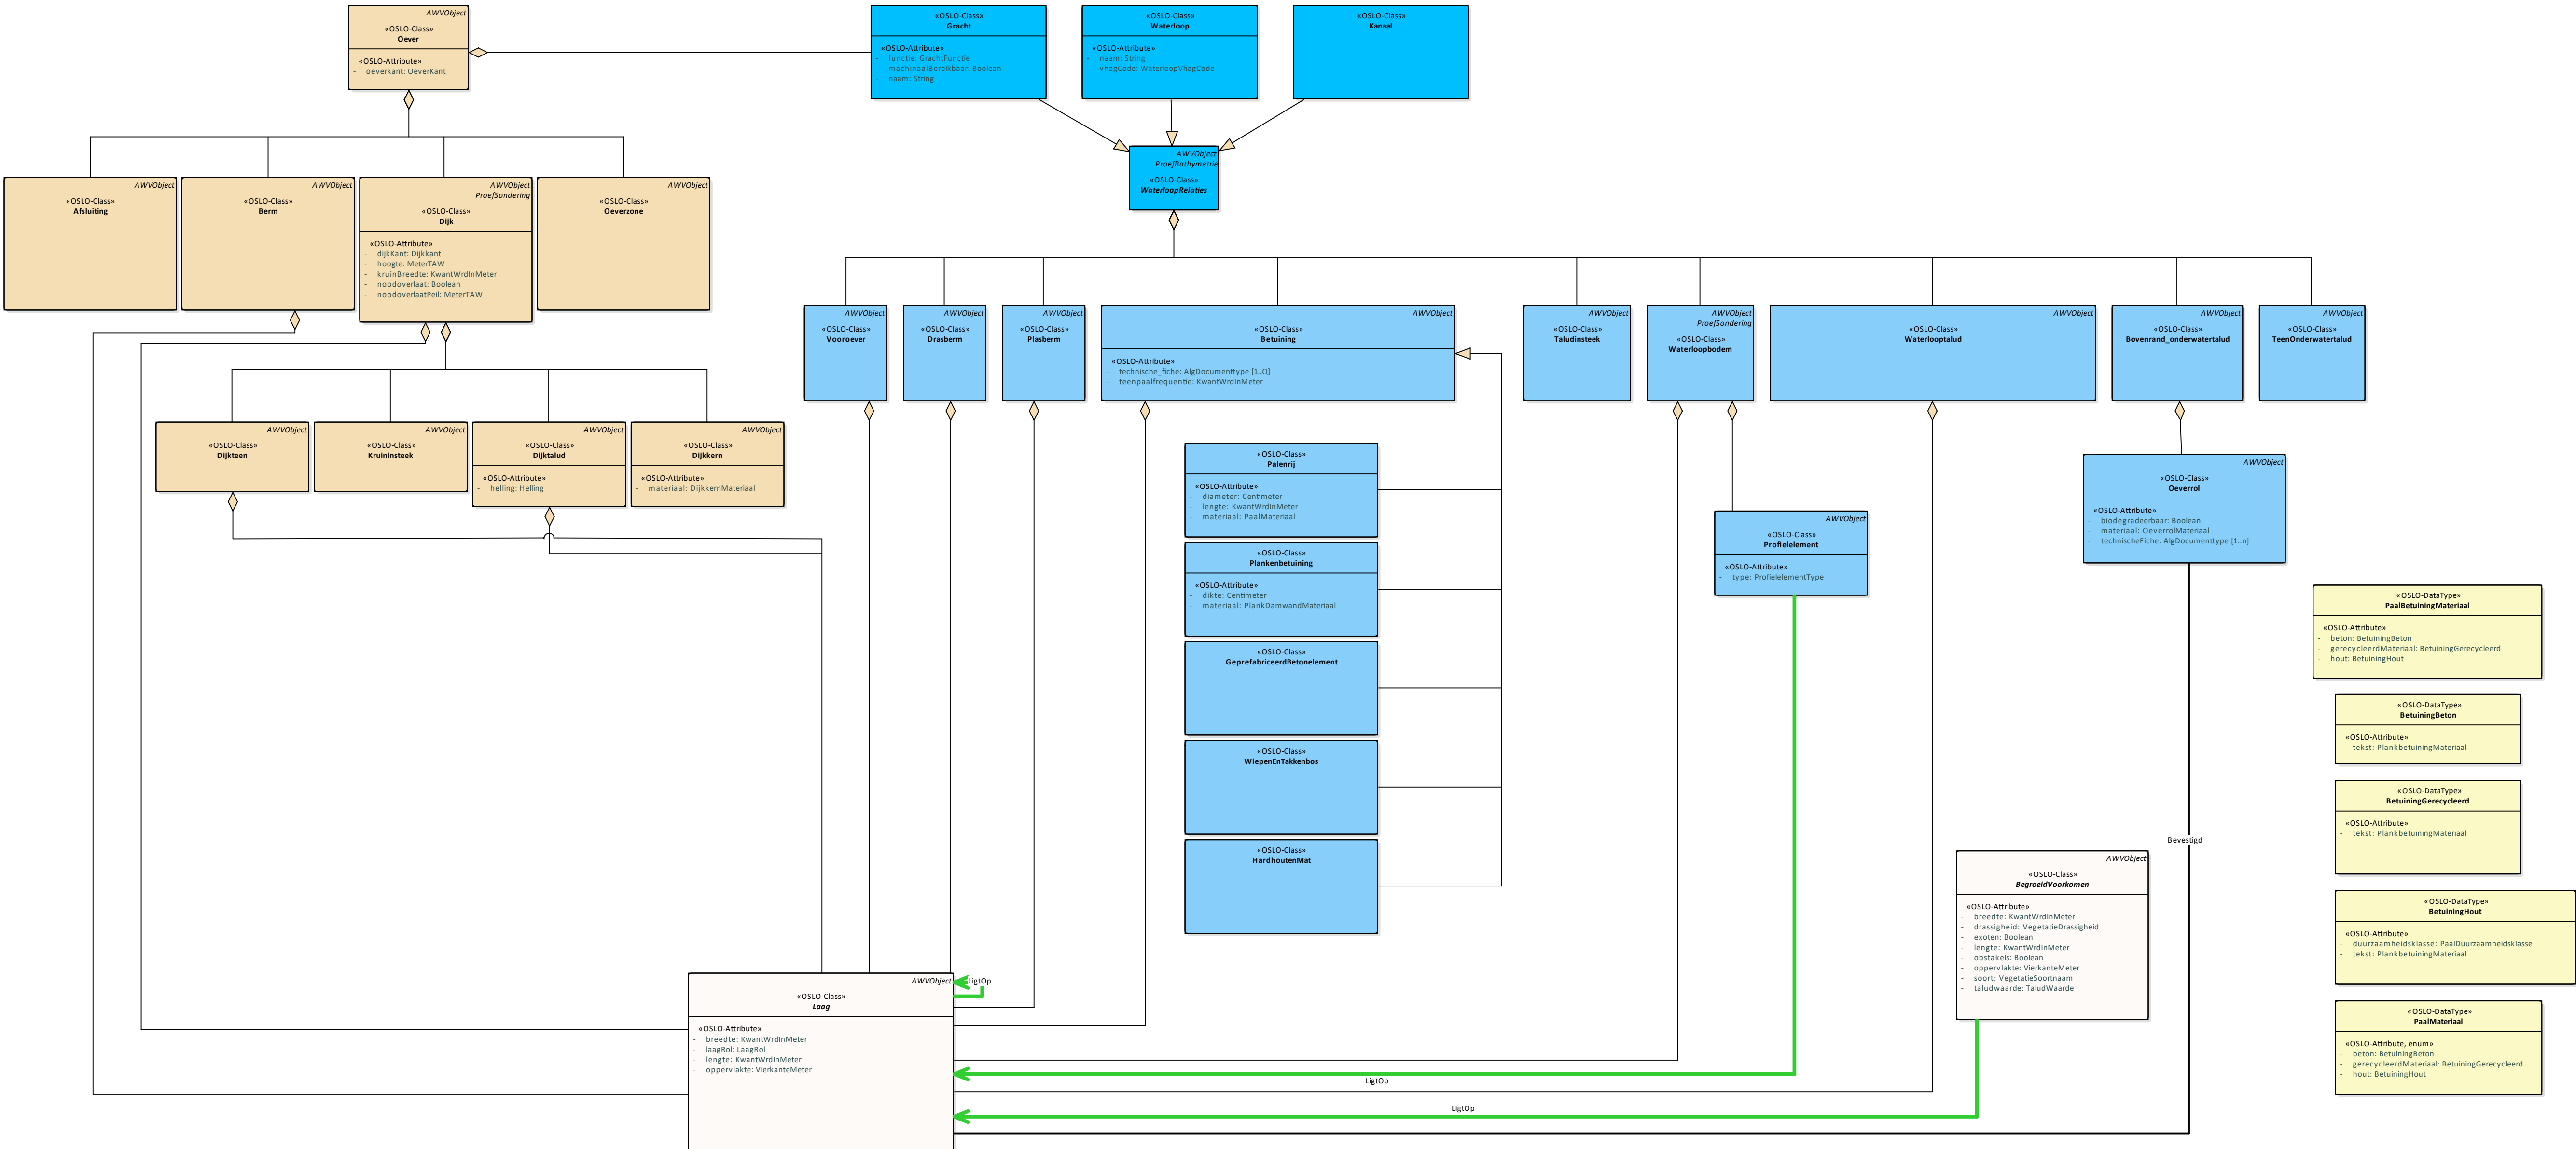 AWVObject
«OSLO-Class»
Oever
«OSLO-Attribute»
- oeverkant: OeverKant
«OSLO-Class»
Gracht
«OSLO-Attribute»
- functie: GrachtFunctie
- machinaalBereikbaar: Boolean
- naam: String
«OSLO-Class»
Waterloop
«OSLO-Attribute»
- naam: String
- vhagCode: WaterloopVhagCode
«OSLO-Class»
Kanaal
AWVObject
ProefBathymetrie
«OSLO-Class»
WaterloopRelaties
AWVObject
«OSLO-Class»
Afsluiting
AWVObject
«OSLO-Class»
Berm
AWVObject
ProefSondering
«OSLO-Class»
Dijk
«OSLO-Attribute»
- dijkKant: Dijkkant
- hoogte: MeterTAW
- kruinBreedte: KwantWrdInMeter
- noodoverlaat: Boolean
- noodoverlaatPeil: MeterTAW
AWVObject
«OSLO-Class»
Oeverzone
AWVObject
«OSLO-Class»
Vooroever
AWVObject
«OSLO-Class»
Drasberm
AWVObject
«OSLO-Class»
Plasberm
AWVObject
«OSLO-Class»
Betuining
«OSLO-Attribute»
- technische_fiche: AlgDocumenttype [1..Q]
- teenpaalfrequentie: KwantWrdInMeter
AWVObject
«OSLO-Class»
Taludinsteek
AWVObject
ProefSondering
«OSLO-Class»
Waterloopbodem
AWVObject
«OSLO-Class»
Waterlooptalud
AWVObject
«OSLO-Class»
Bovenrand_onderwatertalud
AWVObject
«OSLO-Class»
TeenOnderwatertalud
AWVObject
«OSLO-Class»
Dijkteen
AWVObject
«OSLO-Class»
Kruininsteek
AWVObject
«OSLO-Class»
Dijktalud
«OSLO-Attribute»
- helling: Helling
AWVObject
«OSLO-Class»
Dijkkern
«OSLO-Attribute»
- materiaal: DijkkernMateriaal
«OSLO-Class»
Palenrij
«OSLO-Attribute»
- diameter: Centimeter
- lengte: KwantWrdInMeter
- materiaal: PaalMateriaal
«OSLO-Class»
Plankenbetuining
«OSLO-Attribute»
- dikte: Centimeter
- materiaal: PlankDamwandMateriaal
«OSLO-Class»
GeprefabriceerdBetonelement
«OSLO-Class»
WiepenEnTakkenbos
«OSLO-Class»
HardhoutenMat
AWVObject
«OSLO-Class»
Profielelement
«OSLO-Attribute»
- type: ProfielelementType
AWVObject
«OSLO-Class»
Oeverrol
«OSLO-Attribute»
- biodegradeerbaar: Boolean
- materiaal: OeverrolMateriaal
- technischeFiche: AlgDocumenttype [1..n]
«OSLO-DataType»
PaalBetuiningMateriaal
«OSLO-Attribute»
- beton: BetuiningBeton
- gerecycleerdMateriaal: BetuiningGerecycleerd
- hout: BetuiningHout
«OSLO-DataType»
BetuiningBeton
«OSLO-Attribute»
- tekst: PlankbetuiningMateriaal
«OSLO-DataType»
BetuiningGerecycleerd
«OSLO-Attribute»
- tekst: PlankbetuiningMateriaal
«OSLO-DataType»
BetuiningHout
«OSLO-Attribute»
- duurzaamheidsklasse: PaalDuurzaamheidsklasse
- tekst: PlankbetuiningMateriaal
«OSLO-DataType»
PaalMateriaal
«OSLO-Attribute, enum»
- beton: BetuiningBeton
- gerecycleerdMateriaal: BetuiningGerecycleerd
- hout: BetuiningHout
Bevestigd
AWVObject
«OSLO-Class»
BegroeidVoorkomen
«OSLO-Attribute»
- breedte: KwantWrdInMeter
- drassigheid: VegetatieDrassigheid
- exoten: Boolean
- lengte: KwantWrdInMeter
- obstakels: Boolean
- oppervlakte: VierkanteMeter
- soort: VegetatieSoortnaam
- taludwaarde: TaludWaarde
AWVObject
«OSLO-Class»
Laag
«OSLO-Attribute»
- breedte: KwantWrdInMeter
- laagRol: LaagRol
- lengte: KwantWrdInMeter
- oppervlakte: VierkanteMeter
LigtOp
LigtOp
LigtOp